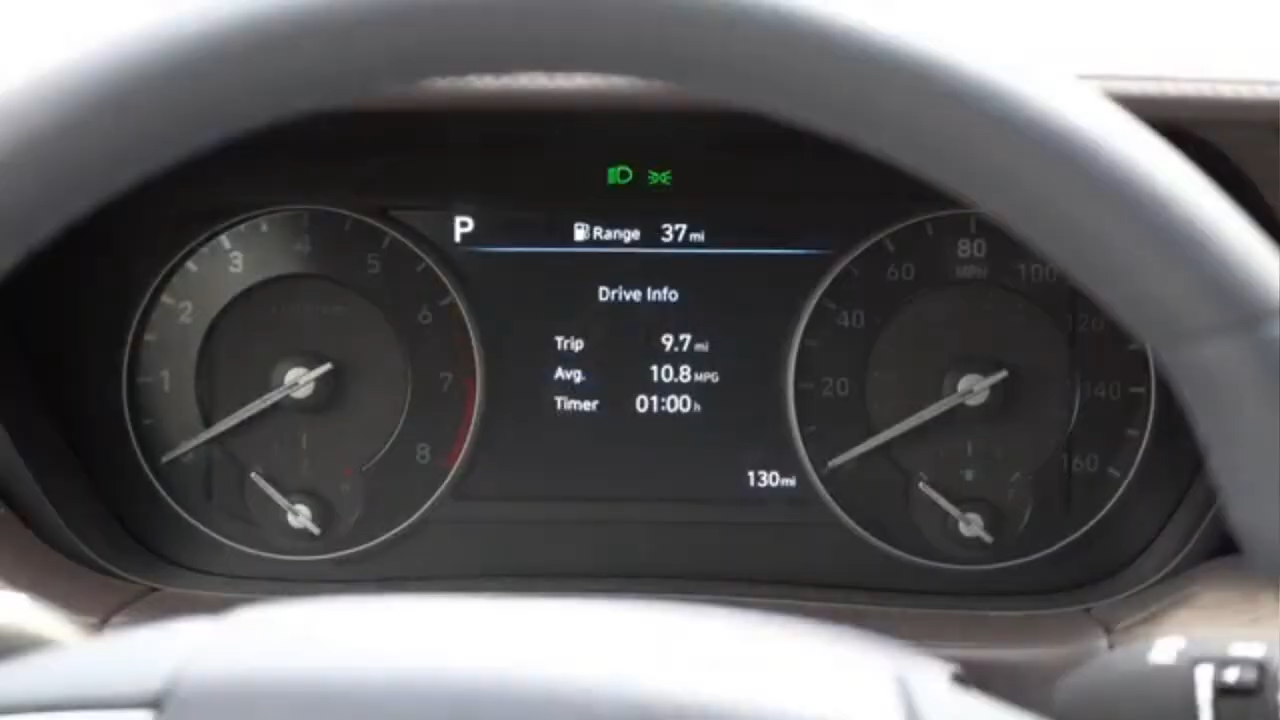 P Range 37 mi
Drive Info
Trip 9.7 mi
Avg. 10.8 MPG
Timer 01:00 h
130 mi
1
2
3
4
5
6
7
8
20
40
60
80
MPH
100
120
140
160